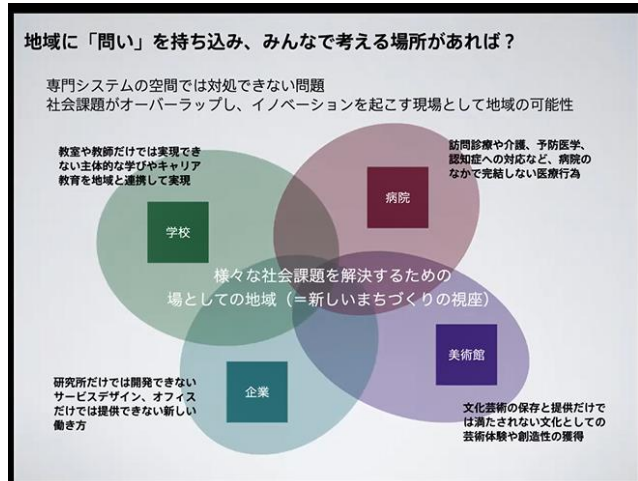 地域に「問い」を持ち込み、みんなで考える場所があれば？
専門システムの空間では対処できない問題
社会課題がオーバーラップし、イノベーションを起こす現場として地域の可能性
教室や教師だけでは実現でき
ない主体的な学びやキャリア
教育を地域と連携して実現
訪問診療や介護、予防医学、
認知症への対応など、病院の
なかで完結しない医療行為
病院
学校
様々な社会課題を解決するための
場としての地域（＝新しいまちづくりの視座）
美術館
企業
研究所だけでは開発できない
サービスデザイン、オフィス
だけでは提供できない新しい
働き方
文化芸術の保存と提供だけで
は満たされない文化としての
芸術体験や創造性の獲得